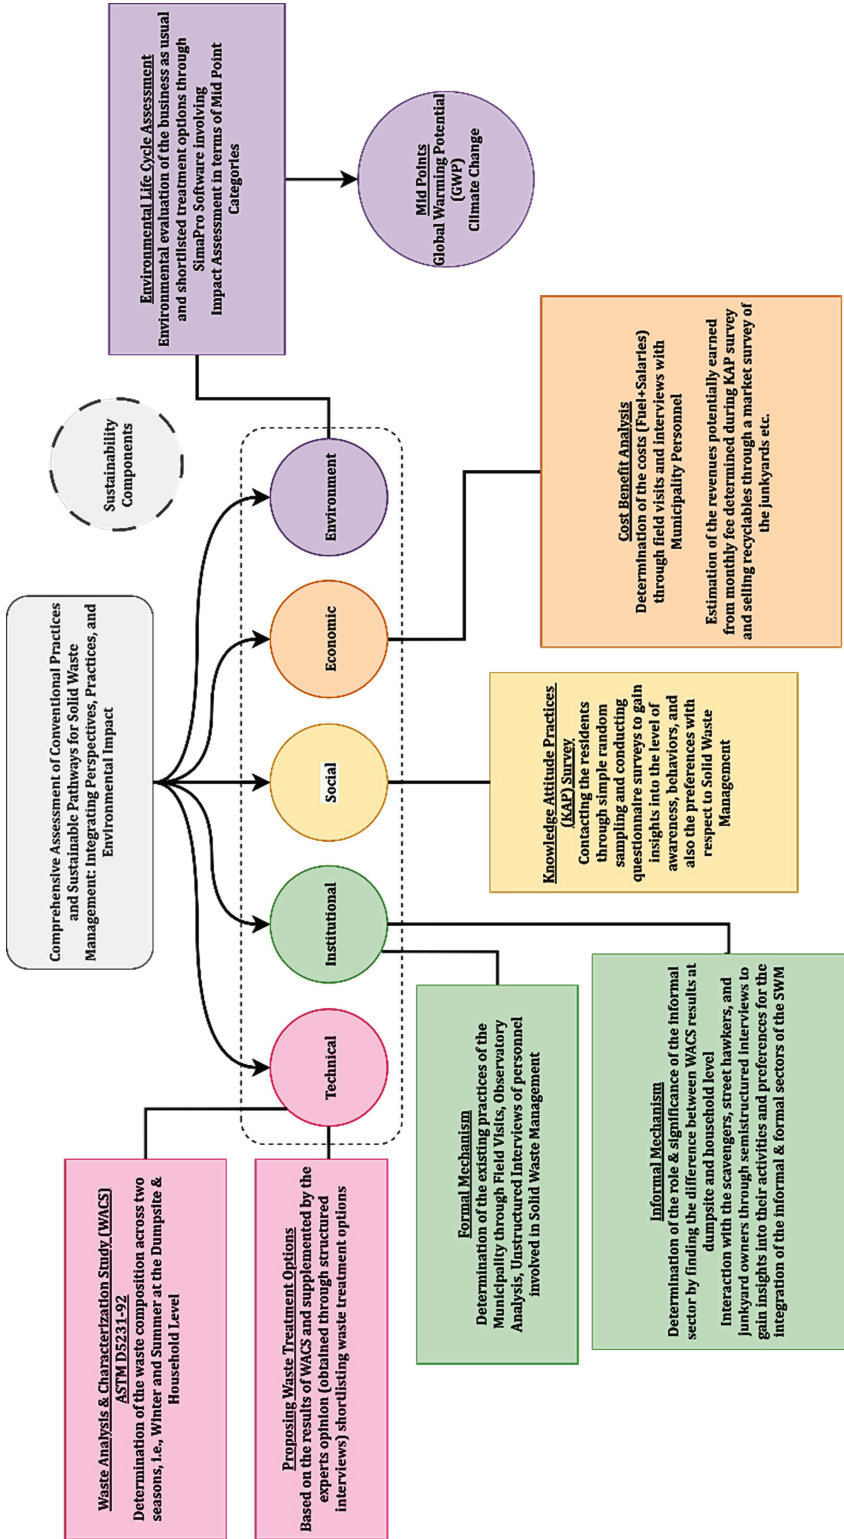 Comprehensive Assessment of Conventional Practices
and Sustainable Pathways for Solid Waste
Management: Integrating Perspectives, Practices, and
Environmental Impact
Sustainability
Components
Technical
Institutional
Social
Economic
Environment
Waste Analysis & Characterization Study (WACS)
ASTM D5231-92
Determination of the waste composition across two
seasons, i.e., Winter and Summer at the Dumpsite &
Household Level
Proposing Waste Treatment Options
Based on the results of WACS and supplemented by the
experts opinion (obtained through structured
interviews) shortlisting waste treatment options
Formal Mechanism
Determination of the existing practices of the
Municipality through Field Visits, Observatory
Analysis, Unstructured Interviews of personnel
involved in Solid Waste Management
Informal Mechanism
Determination of the role & significance of the informal
sector by finding the difference between WACS results at
dumpsite and household level
Interaction with the scavengers, street hawkers, and
junkyard owners through semistructured interviews to
gain insights into their activities and preferences for the
integration of the informal & formal sectors of the SWM
Knowledge Attitude Practices
(KAP) Survey
Contacting the residents
through simple random
sampling and conducting
questionnaire surveys to gain
insights into the level of
awareness, behaviors, and
also the preferences with
respect to Solid Waste
Management
Cost Benefit Analysis
Determination of the costs (Fuel+Salaries)
through field visits and interviews with
Municipality Personnel
Estimation of the revenues potentially earned
from monthly fee determined during KAP survey
and selling recyclables through a market survey of
the junkyards etc.
Environmental Life Cycle Assessment
Environmental evaluation of the business as usual
and shortlisted treatment options through
SimaPro Software involving
Impact Assessment in terms of Mid Point
Categories
Mid Points
Global Warming Potential
(GWP)
Climate Change